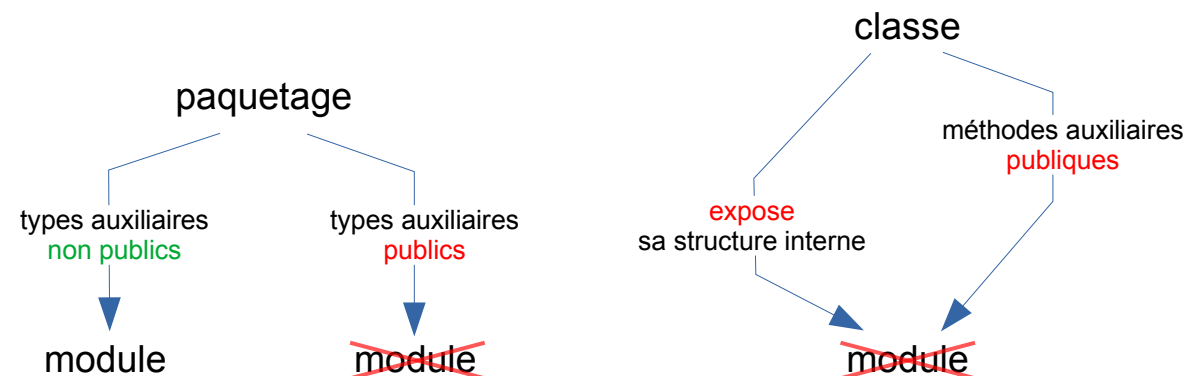 paquetage
types auxiliaires
non publics
module
types auxiliaires
publics
module
classe
expose
sa structure interne
méthodes auxiliaires
publiques
module